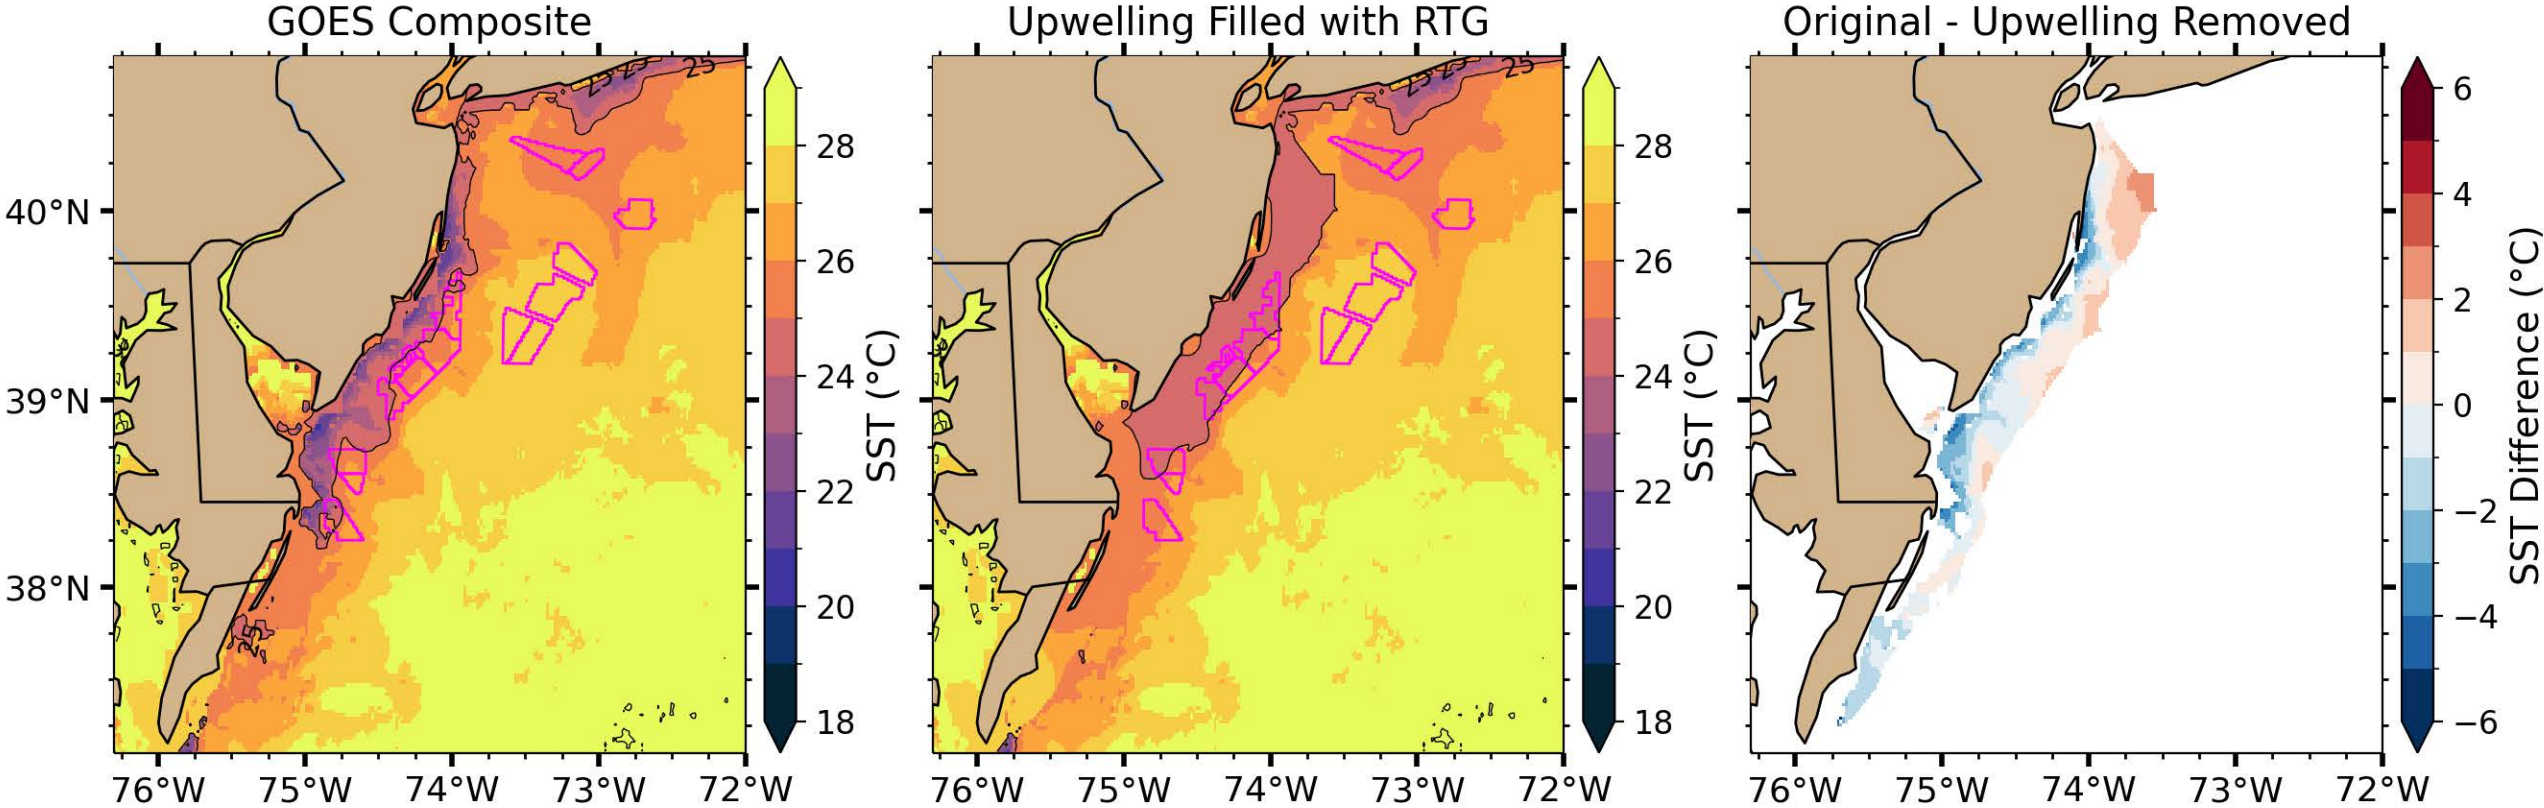 GOES Composite
Upwelling Filled with RTG
Original - Upwelling Removed
40°N
39°N
38°N
76°W 75°W 74°W 73°W 72°W
25
28
26
24
22
20
18
SST (°C)
76°W 75°W 74°W 73°W 72°W
25
28
26
24
22
20
18
SST (°C)
76°W 75°W 74°W 73°W 72°W
6
4
2
0
−2
−4
−6
SST Difference (°C)